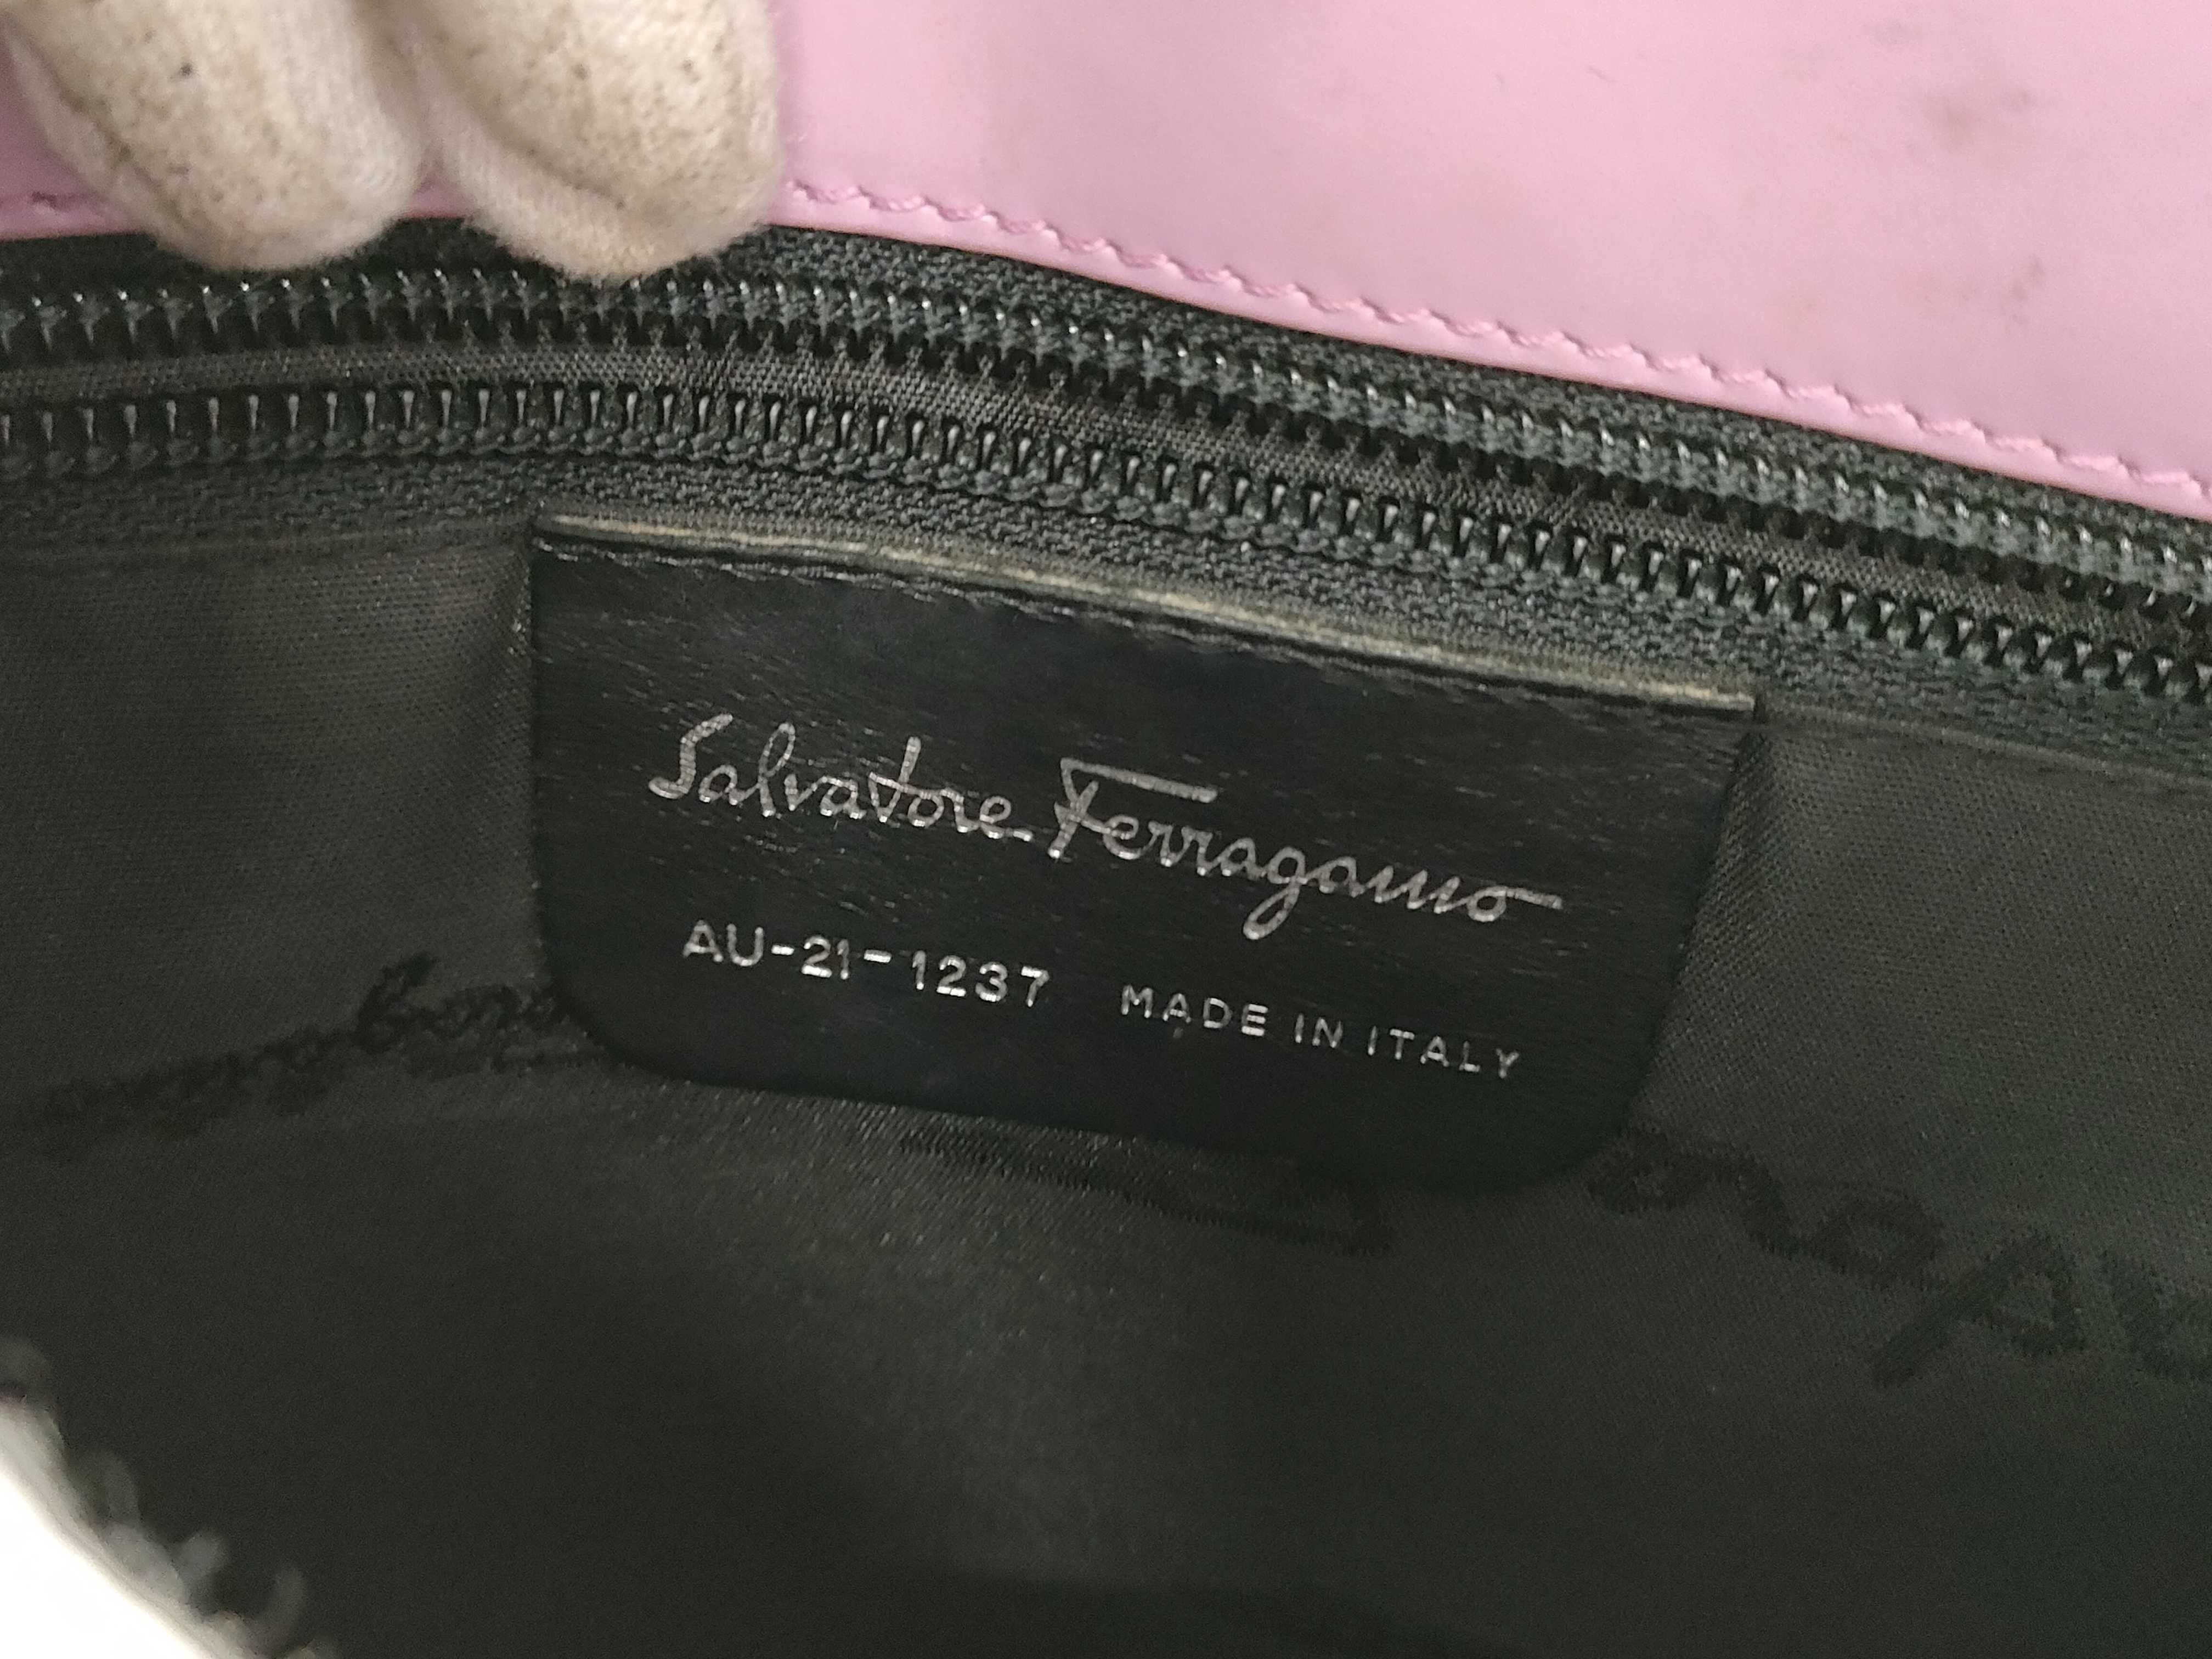 Salvatore Ferragamo
AU-21-1237 MADE IN ITALY